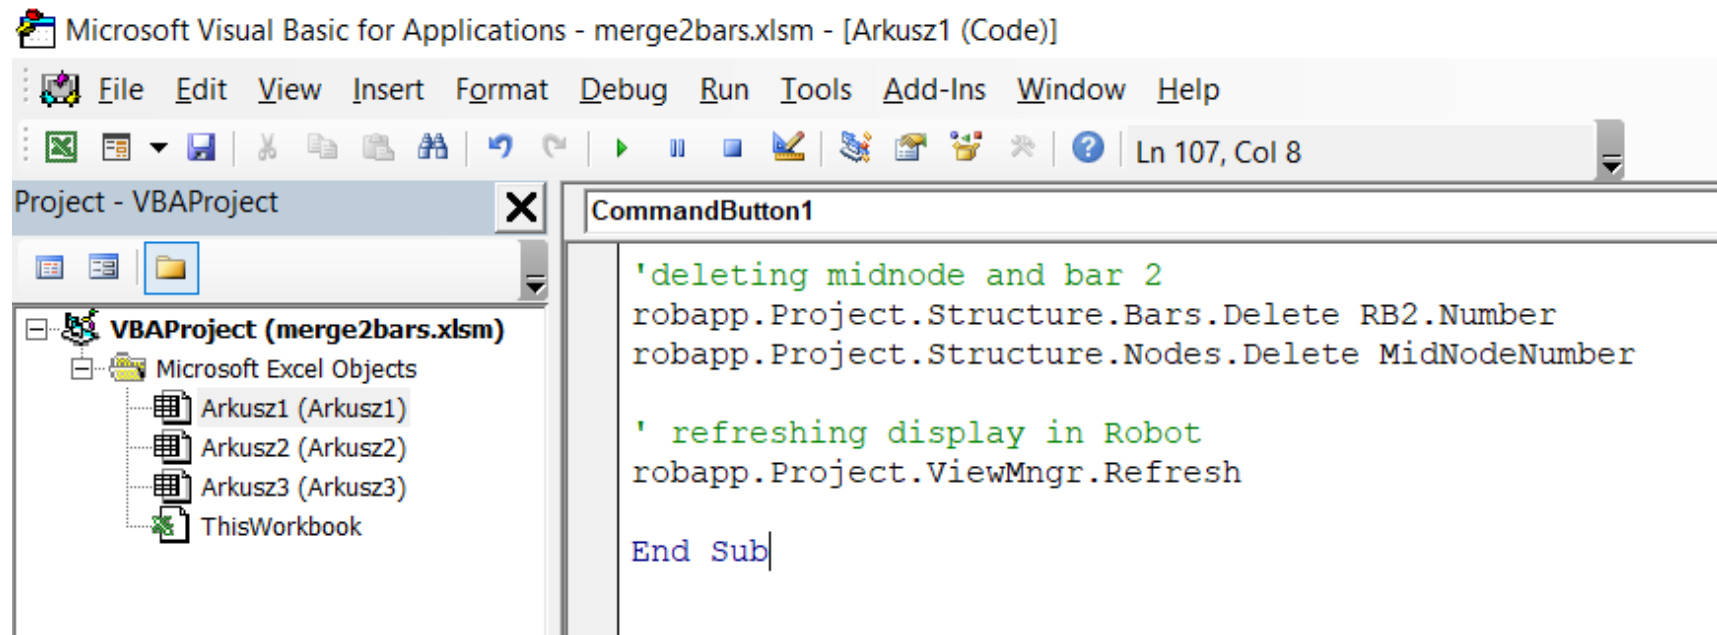 Microsoft Visual Basic for Applications - merge2bars.xlsm - [Arkusz1 (Code)]
File Edit View Insert Format Debug Run Tools Add-Ins Window Help
Ln 107, Col 8
Project - VBAProject
CommandButton1
VBAProject (merge2bars.xlsm)
Microsoft Excel Objects
Arkusz1 (Arkusz1)
Arkusz2 (Arkusz2)
Arkusz3 (Arkusz3)
ThisWorkbook
'deleting midnode and bar 2
robapp.Project.Structure.Bars.Delete RB2.Number
robapp.Project.Structure.Nodes.Delete MidNodeNumber
' refreshing display in Robot
robapp.Project.ViewMngr.Refresh
End Sub